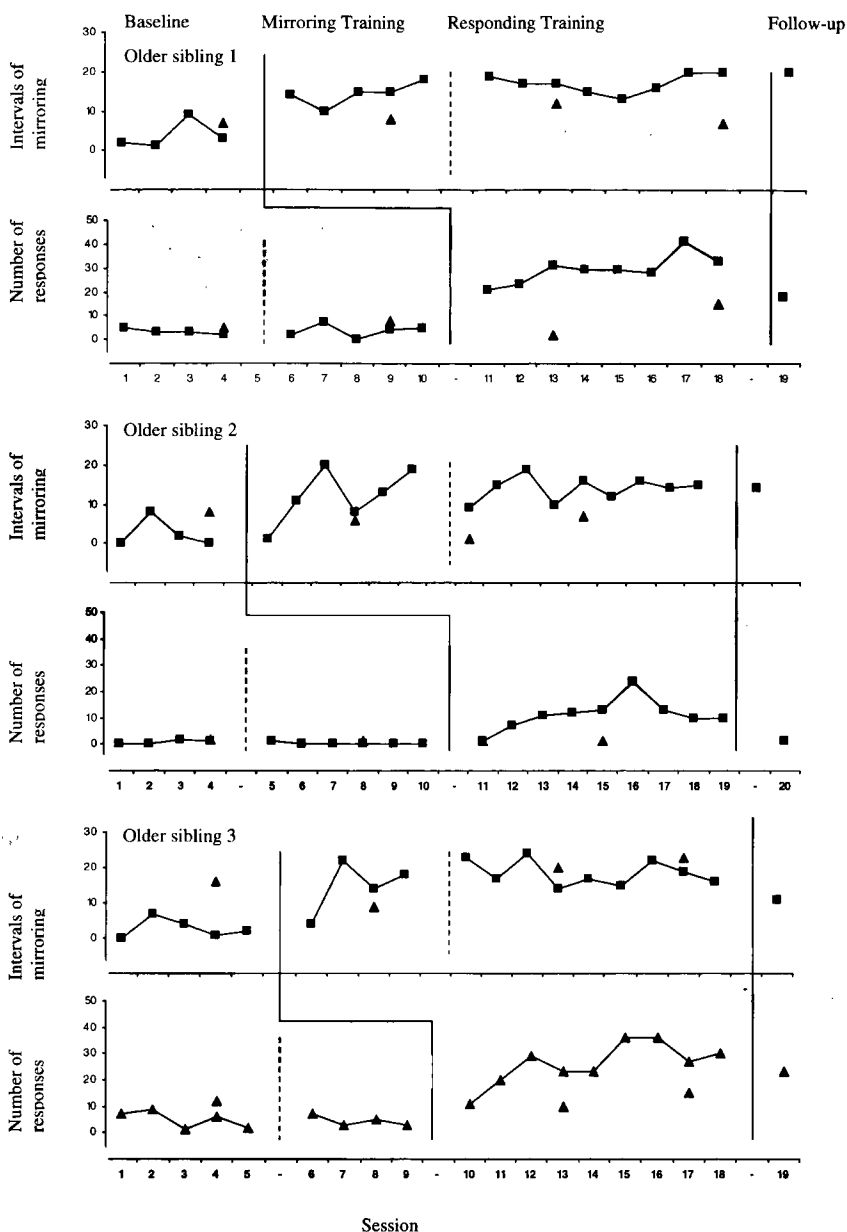 Baseline Mirroring Training Responding Training Follow-up
Older sibling 1
Intervals of
mirroring
30
20
10
0
Number of
responses
50
40
30
20
10
0
1 2 3 4 5 6 7 8 9 10 - 11 12 13 14 15 16 17 18 - 19
Older sibling 2
Intervals of
mirroring
30
20
10
0
Number of
responses
50
40
30
20
10
0
1 2 3 4 - 5 6 7 8 9 10 - 11 12 13 14 15 16 17 18 19 - 20
Older sibling 3
Intervals of
mirroring
30
20
10
0
Number of
responses
50
40
30
20
10
0
1 2 3 4 5 - 6 7 8 9 - 10 11 12 13 14 15 16 17 18 - 19
Session